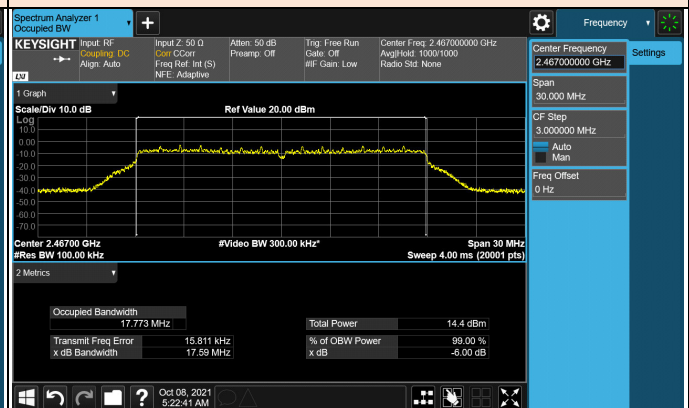 Spectrum Analyzer 1
Occupied BW
+
Frequency
KEYSIGHT
Input: RF
Coupling: DC
Align: Auto
Input Z: 50 Ω
Corr CCorr
Freq Ref: Int (S)
NFE: Adaptive
Atten: 50 dB
Preamp: Off
Trig: Free Run
Gate: Off
#IF Gain: Low
Center Freq: 2.467000000 GHz
Avg|Hold: 1000/1000
Radio Std: None
LXI
Center Frequency
2.467000000 GHz
Settings
Span
30.000 MHz
CF Step
3.000000 MHz
Auto
Man
Freq Offset
0 Hz
1 Graph
Scale/Div 10.0 dB
Ref Value 20.00 dBm
Log
10.0
0.00
-10.0
-20.0
-30.0
-40.0
-50.0
-60.0
-70.0
Center 2.46700 GHz
#Video BW 300.00 kHz*
Span 30 MHz
#Res BW 100.00 kHz
Sweep 4.00 ms (20001 pts)
2 Metrics
Occupied Bandwidth
17.773 MHz
Total Power
14.4 dBm
Transmit Freq Error
15.811 kHz
% of OBW Power
99.00 %
x dB Bandwidth
17.59 MHz
x dB
-6.00 dB
?
Oct 08, 2021
5:22:41 AM